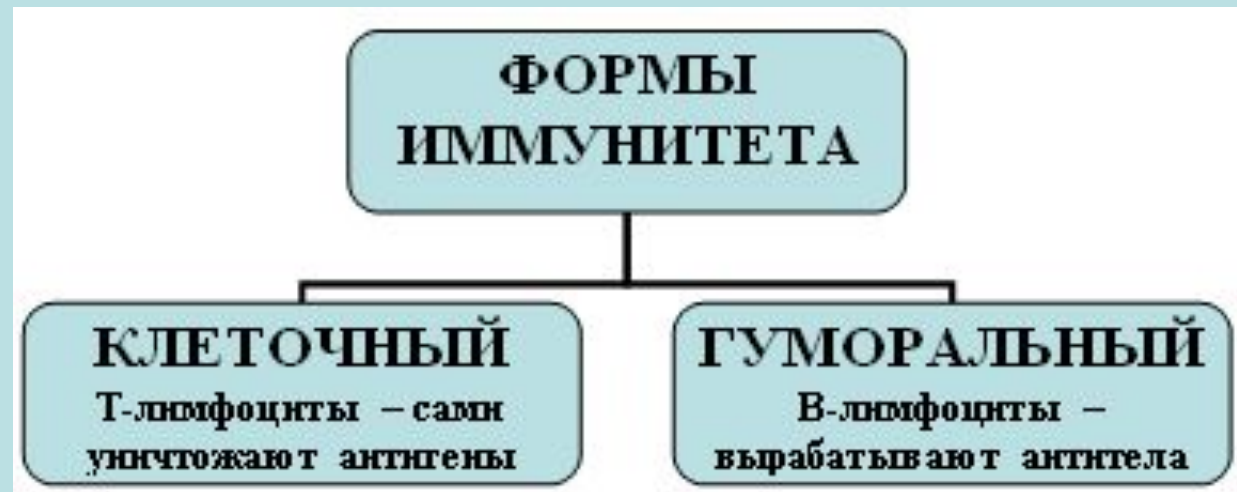 ФОРМЫ
ИММУНИТЕТА
КЛЕТОЧНЫЙ
Т-лимфоциты – сами
уничтожают антигены
ГУМОРАЛЬНЫЙ
В-лимфоциты –
вырабатывают антитела